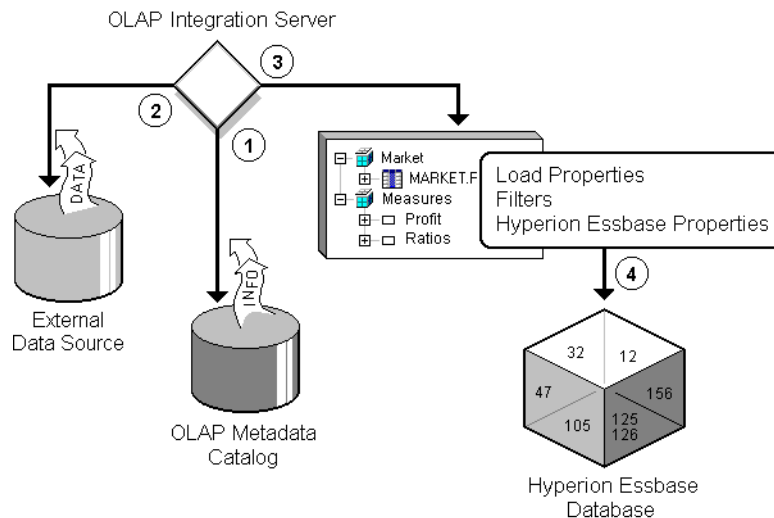 OLAP Integration Server
3
2
1
DATA
INFO
Market
MARKET.F
Measures
Profit
Ratios
Load Properties
Filters
Hyperion Essbase Properties
4
External
Data Source
OLAP Metadata
Catalog
32
12
47
156
105
125
126
Hyperion Essbase
Database